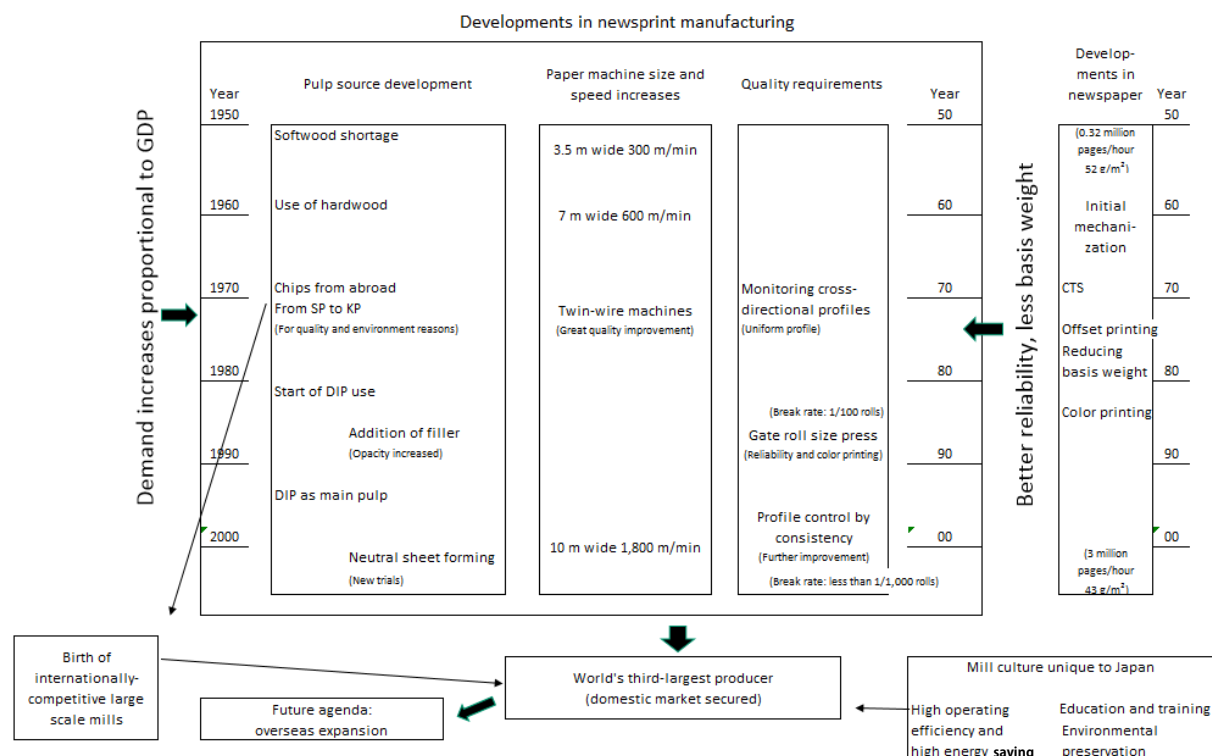 Developments in newsprint manufacturing
Demand increases proportional to GDP
Year
1950
1960
1970
1980
1990
2000
Pulp source development
Softwood shortage
Use of hardwood
Chips from abroad
From SP to KP
(For quality and environment reasons)
Start of DIP use
Addition of filler
(Opacity increased)
DIP as main pulp
Neutral sheet forming
(New trials)
Paper machine size and
speed increases
3.5 m wide 300 m/min
7 m wide 600 m/min
Twin-wire machines
(Great quality improvement)
10 m wide 1,800 m/min
Quality requirements
Monitoring cross-
directional profiles
(Uniform profile)
(Break rate: 1/100 rolls)
Gate roll size press
(Reliability and color printing)
Profile control by
consistency
(Further improvement)
(Break rate: less than 1/1,000 rolls)
Year
50
60
70
80
90
00
Better reliability, less basis weight
Develop-
ments in
newspaper
(0.32 million
pages/hour
52 g/m²)
Initial
mechani-
zation
CTS
Offset printing
Reducing
basis weight
Color printing
(3 million
pages/hour
43 g/m²)
Year
50
60
70
80
90
00
Birth of
internationally-
competitive large
scale mills
World's third-largest producer
(domestic market secured)
Future agenda:
overseas expansion
Mill culture unique to Japan
High operating
efficiency and
high energy saving
Education and training
Environmental
preservation